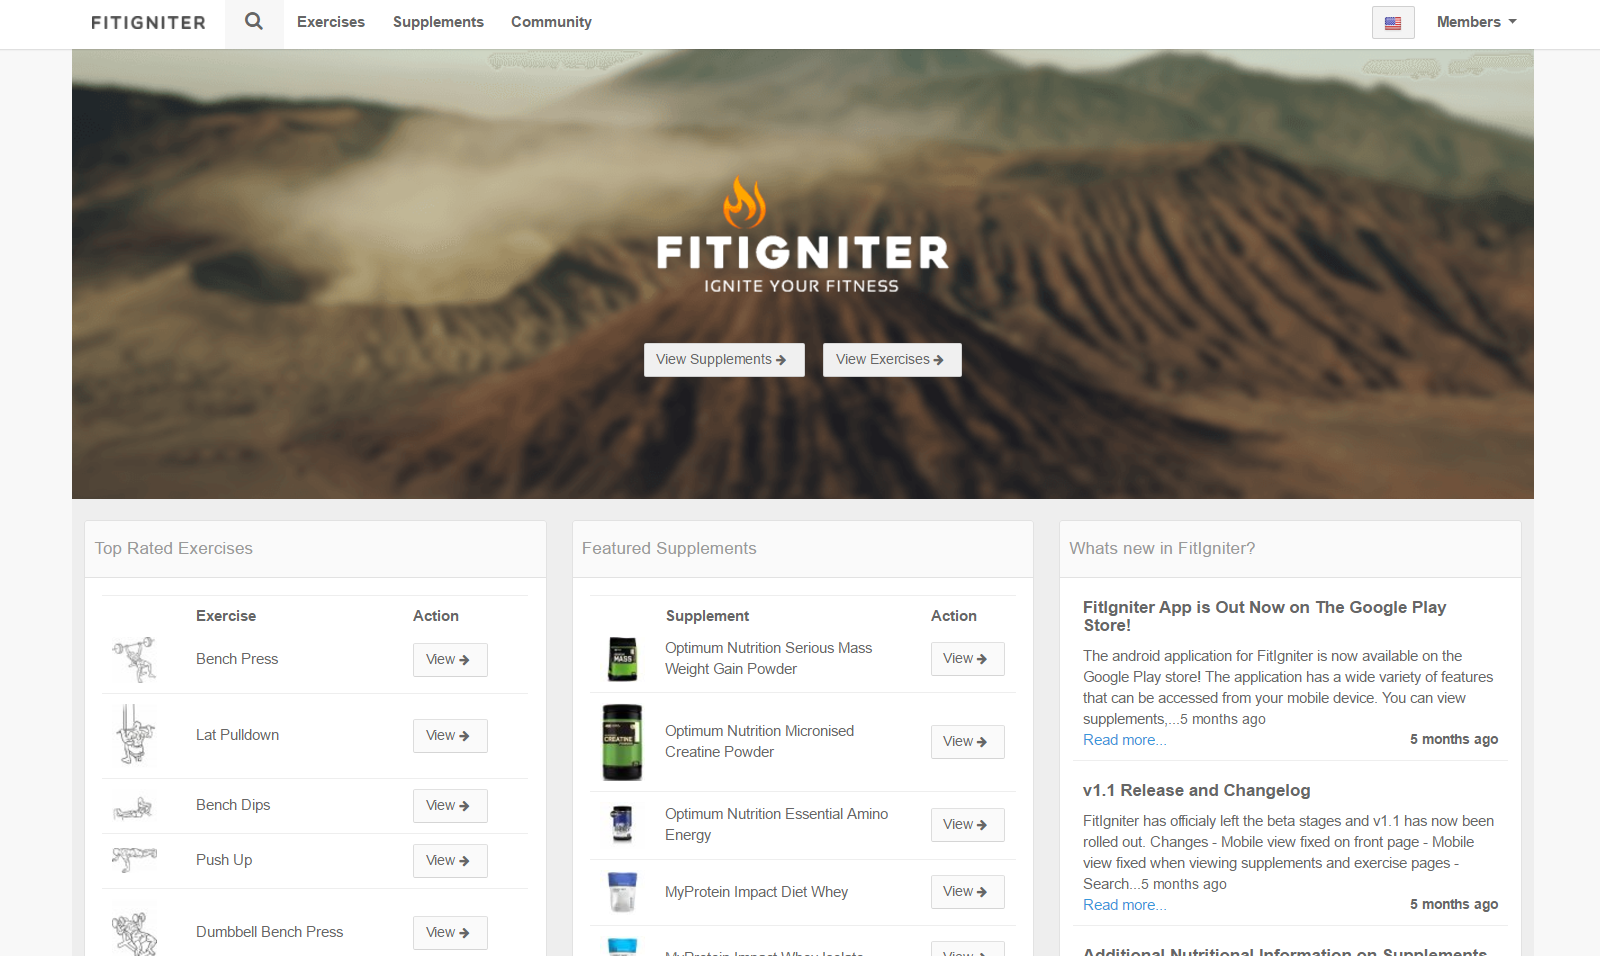 FITIGNITER
Exercises
Supplements
Community
Members
FITIGNITER
IGNITE YOUR FITNESS
View Supplements
View Exercises
Top Rated Exercises
Exercise
Action
Bench Press
View
Lat Pulldown
View
Bench Dips
View
Push Up
View
Dumbbell Bench Press
View
Featured Supplements
Supplement
Action
MASS
Optimum Nutrition Serious Mass
Weight Gain Powder
View
CREATINE
Optimum Nutrition Micronised
Creatine Powder
View
Optimum Nutrition Essential Amino
Energy
View
MyProtein Impact Diet Whey
View
MyProtein Impact Whey Isolate
View
Whats new in FitIgniter?
FitIgniter App is Out Now on The Google Play
Store!
The android application for FitIgniter is now available on the
Google Play store! The application has a wide variety of features
that can be accessed from your mobile device. You can view
supplements,...5 months ago
Read more...
5 months ago
v1.1 Release and Changelog
FitIgniter has officialy left the beta stages and v1.1 has now been
rolled out. Changes - Mobile view fixed on front page - Mobile
view fixed when viewing supplements and exercise pages -
Search...5 months ago
Read more...
5 months ago
Additional Nutritional Information on Supplements